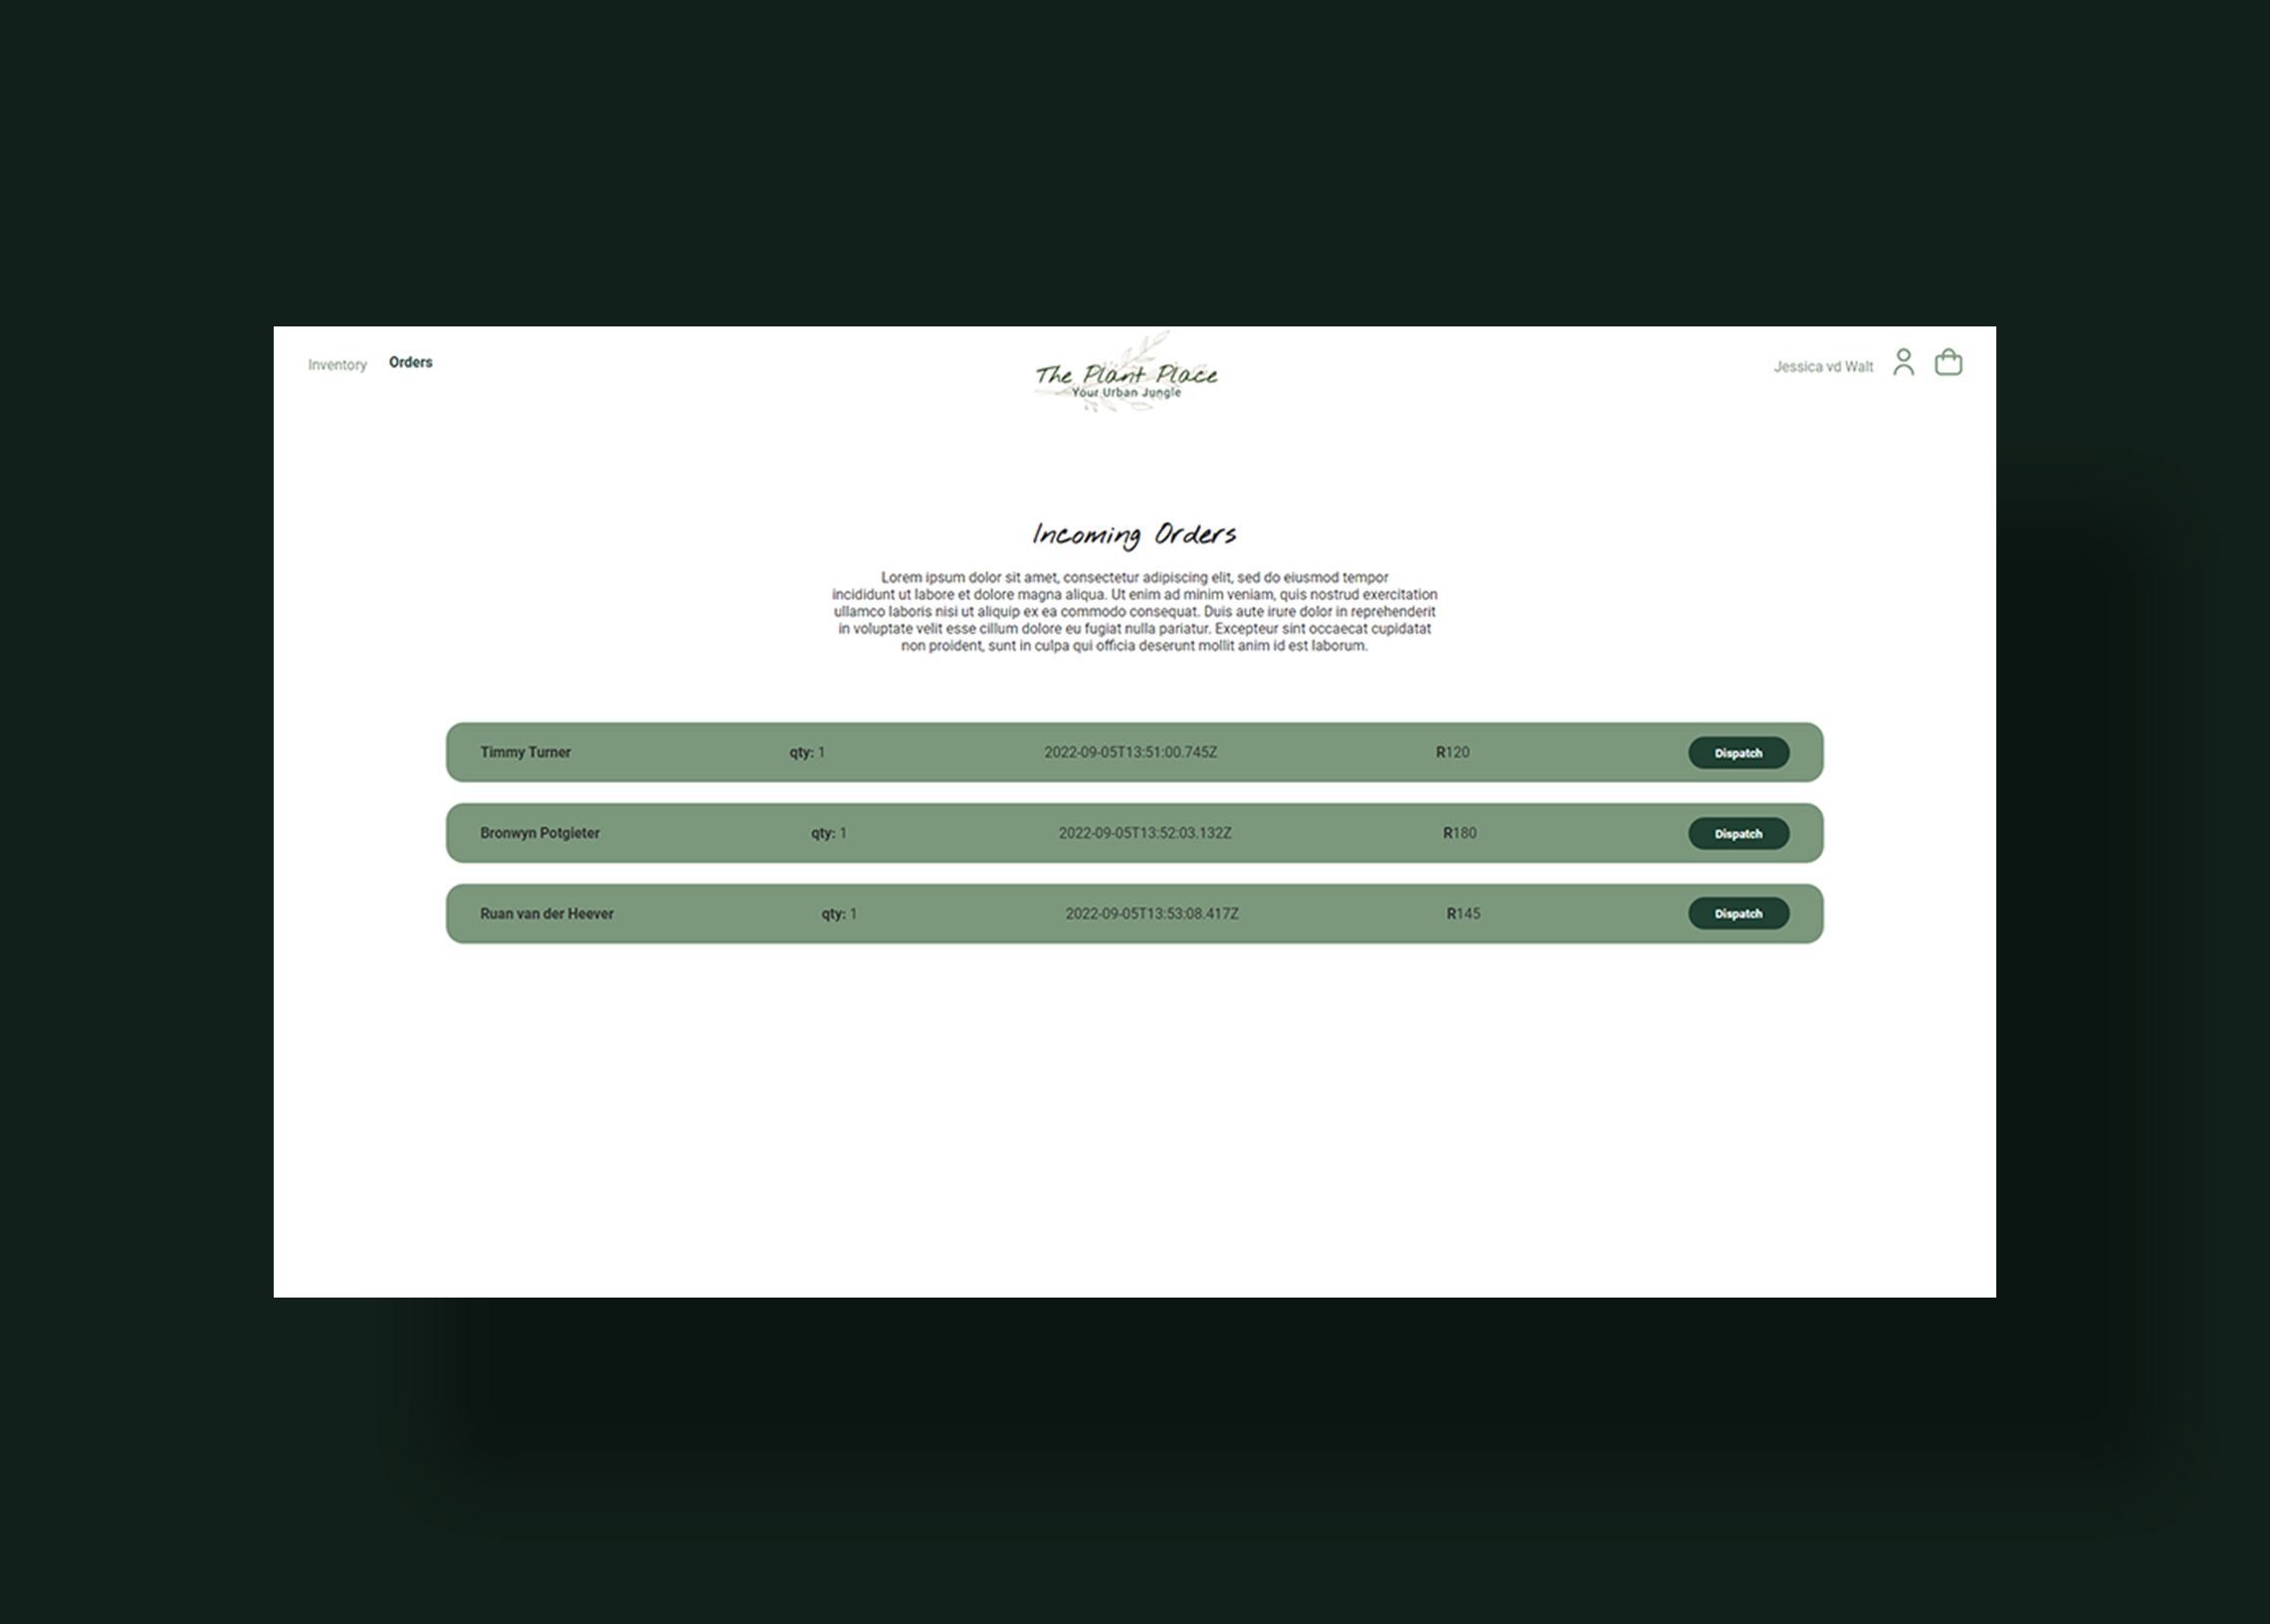 Inventory Orders
The Plant Place
Your Urban Jungle
Jessica vd Walt
Incoming Orders
Lorem ipsum dolor sit amet, consectetur adipiscing elit, sed do eiusmod tempor
incididunt ut labore et dolore magna aliqua. Ut enim ad minim veniam, quis nostrud exercitation
ullamco laboris nisi ut aliquip ex ea commodo consequat. Duis aute irure dolor in reprehenderit
in voluptate velit esse cillum dolore eu fugiat nulla pariatur. Excepteur sint occaecat cupidatat
non proident, sunt in culpa qui officia deserunt mollit anim id est laborum.
Timmy Turner qty: 1 2022-09-05T13:51:00.745Z R120 Dispatch
Bronwyn Potgieter qty: 1 2022-09-05T13:52:03.132Z R180 Dispatch
Ruan van der Heever qty: 1 2022-09-05T13:53:08.417Z R145 Dispatch